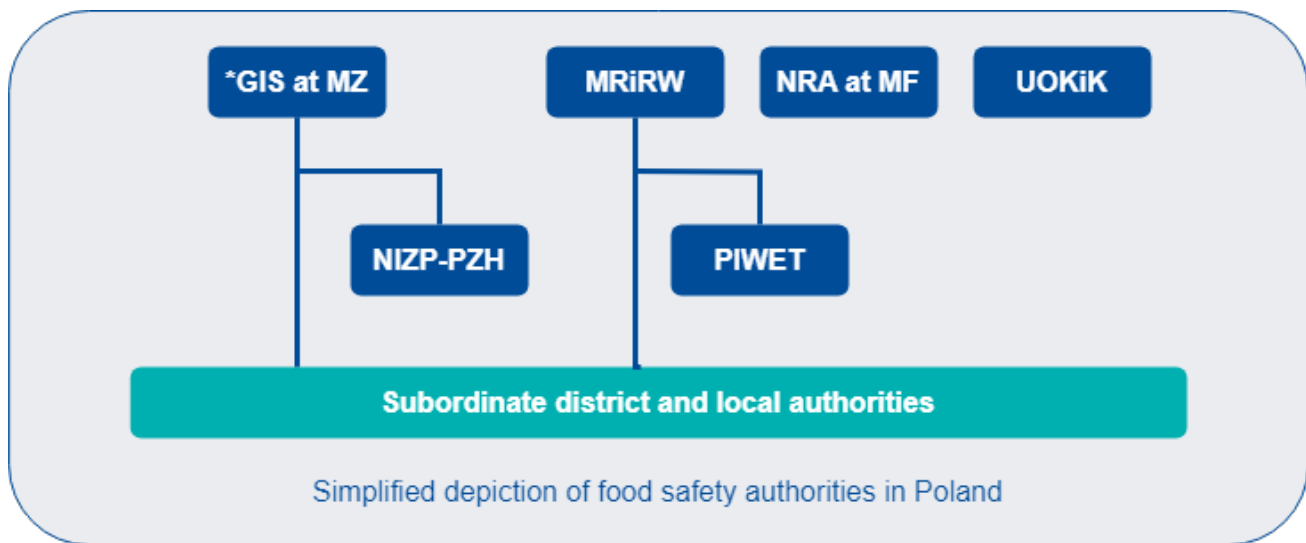 *GIS at MZ
MRiRW
NRA at MF
UOKiK
NIZP-PZH
PIWET
Subordinate district and local authorities
Simplified depiction of food safety authorities in Poland